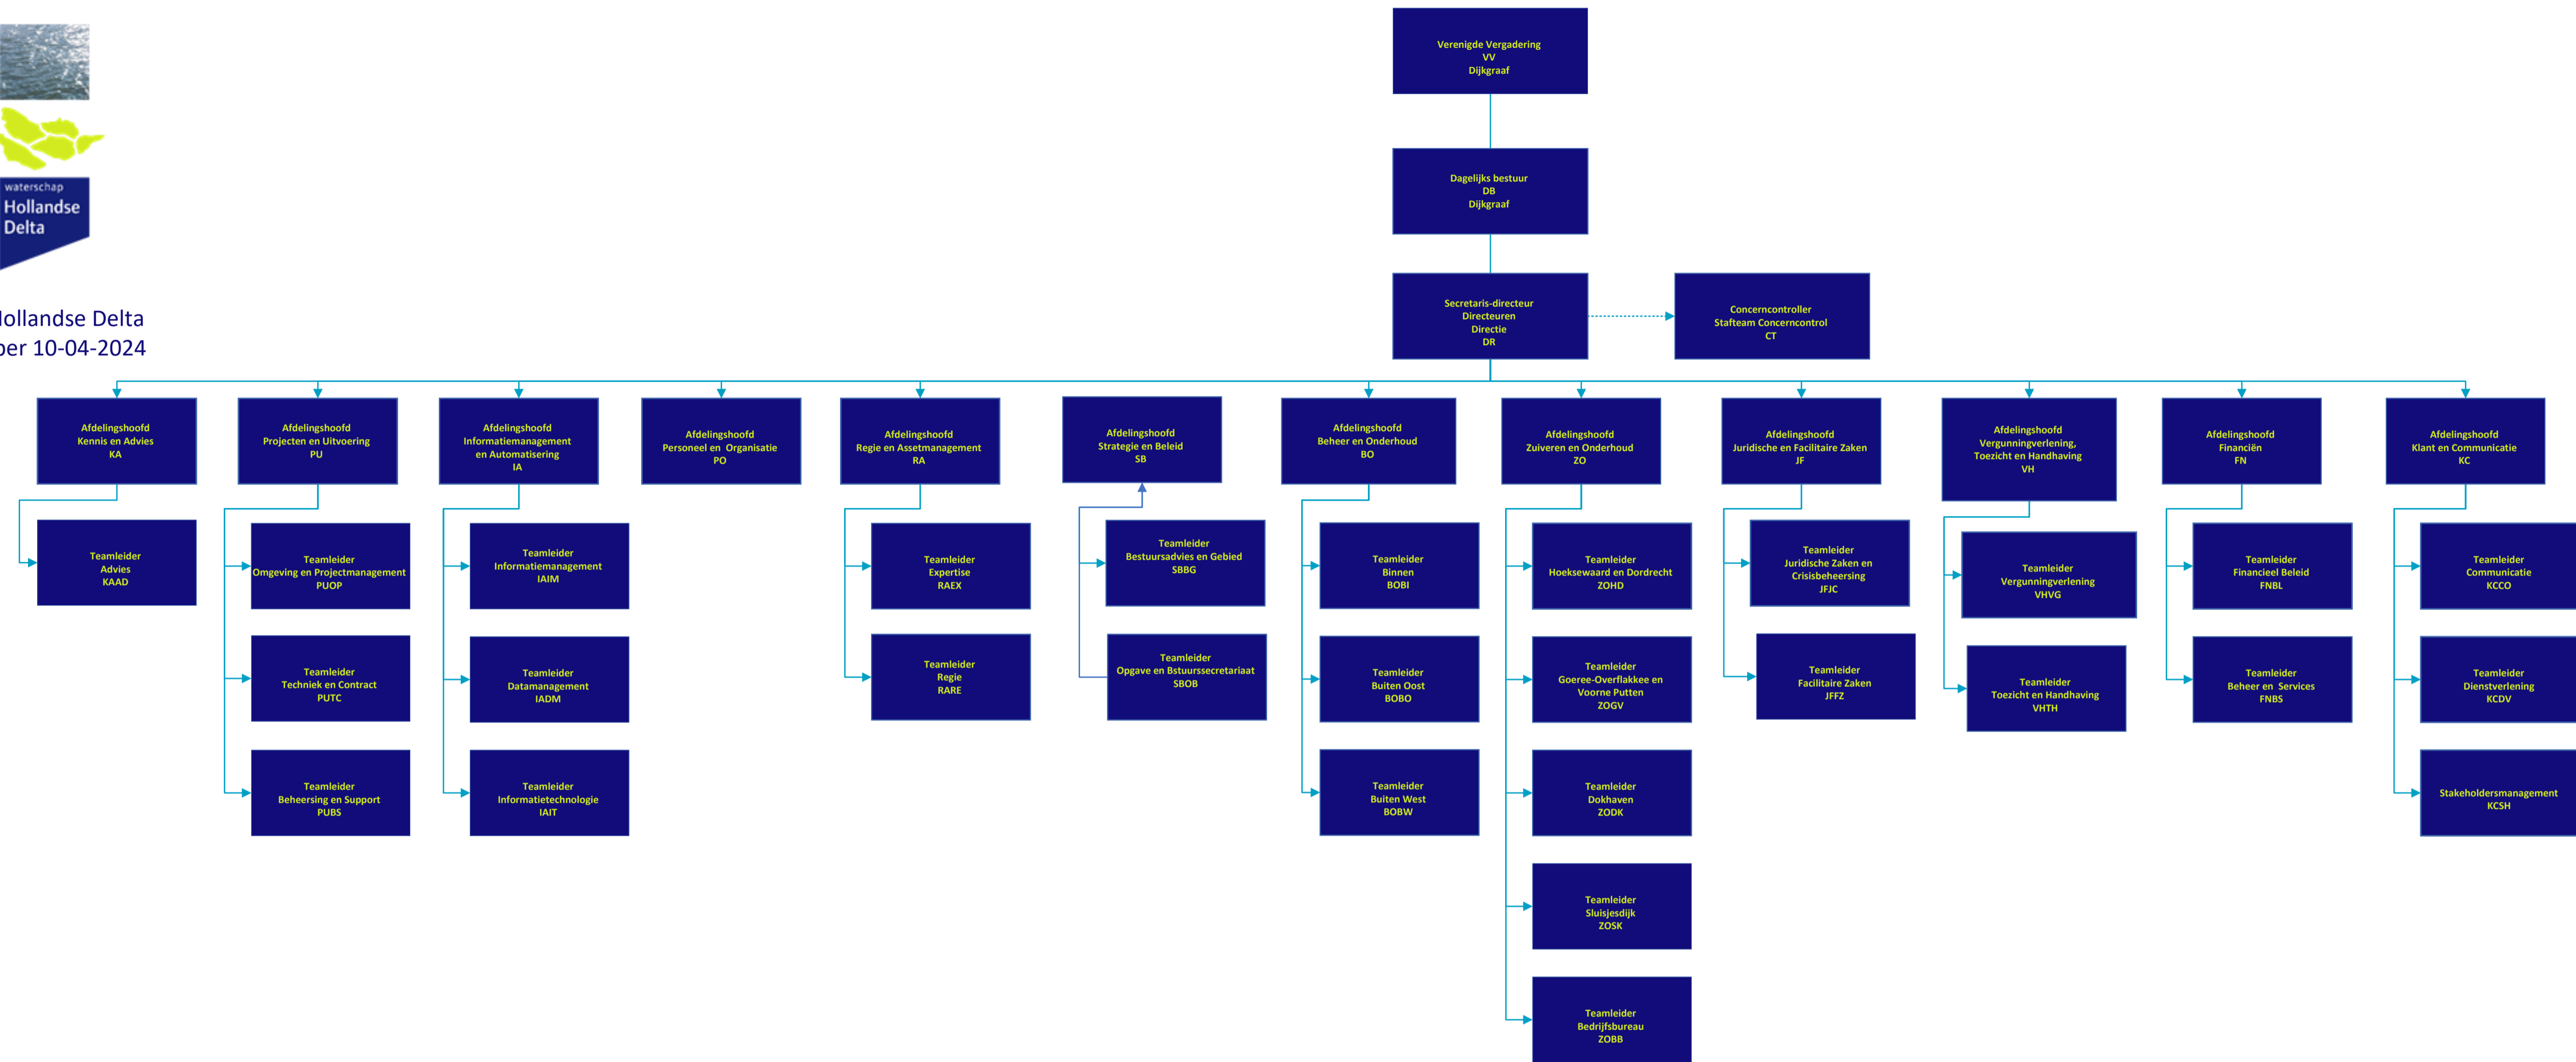 waterschap
Hollandse
Delta
Hollandse Delta
per 10-04-2024
Verenigde Vergadering
VV
Dijkgraaf
Dagelijks bestuur
DB
Dijkgraaf
Secretaris-directeur
Directeuren
Directie
DR
Concerncontroller
Stafteam Concerncontrol
CT
Afdelingshoofd
Kennis en Advies
KA
Afdelingshoofd
Projecten en Uitvoering
PU
Afdelingshoofd
Informatiemanagement
en Automatisering
IA
Afdelingshoofd
Personeel en  Organisatie
PO
Afdelingshoofd
Regie en Assetmanagement
RA
Afdelingshoofd
Strategie en Beleid
SB
Afdelingshoofd
Beheer en Onderhoud
BO
Afdelingshoofd
Zuiveren en Onderhoud
ZO
Afdelingshoofd
Juridische en Facilitaire Zaken
JF
Afdelingshoofd
Vergunningverlening,
Toezicht en Handhaving
VH
Afdelingshoofd
Financiën
FN
Afdelingshoofd
Klant en Communicatie
KC
Teamleider
Advies
KAAD
Teamleider
Omgeving en Projectmanagement
PUOP
Teamleider
Techniek en Contract
PUTC
Teamleider
Beheersing en Support
PUBS
Teamleider
Informatiemanagement
IAIM
Teamleider
Datamanagement
IADM
Teamleider
Informatietechnologie
IAIT
Teamleider
Expertise
RAEX
Teamleider
Regie
RARE
Teamleider
Bestuursadvies en Gebied
SBBG
Teamleider
Opgave en Bstuurssecretariaat
SBOB
Teamleider
Binnen
BOBI
Teamleider
Buiten Oost
BOBO
Teamleider
Buiten West
BOBW
Teamleider
Hoeksewaard en Dordrecht
ZOHD
Teamleider
Goeree-Overflakkee en
Voorne Putten
ZOGV
Teamleider
Dokhaven
ZODK
Teamleider
Sluisjesdijk
ZOSK
Teamleider
Bedrijfsbureau
ZOBB
Teamleider
Juridische Zaken en
Crisisbeheersing
JFJC
Teamleider
Facilitaire Zaken
JFFZ
Teamleider
Vergunningverlening
VHVG
Teamleider
Toezicht en Handhaving
VHTH
Teamleider
Financieel Beleid
FNBL
Teamleider
Beheer en  Services
FNBS
Teamleider
Communicatie
KCCO
Teamleider
Dienstverlening
KCDV
Stakeholdersmanagement
KCSH